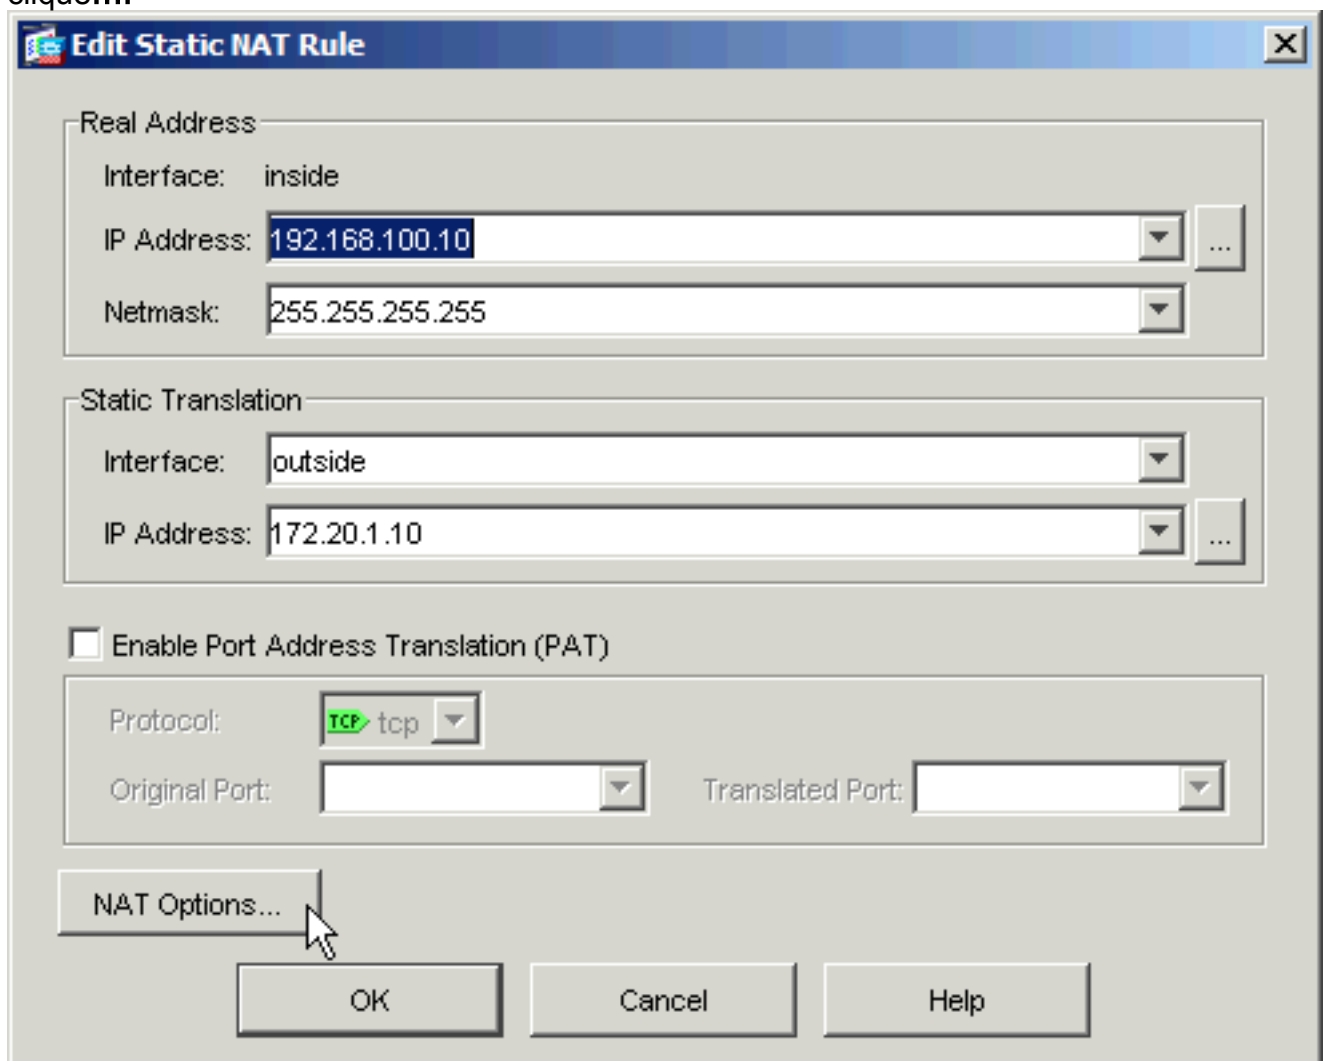 clique....
Edit Static NAT Rule
Real Address
Interface: inside
IP Address: 192.168.100.10 ...
Netmask: 255.255.255.255
Static Translation
Interface: outside
IP Address: 172.20.1.10 ...
Enable Port Address Translation (PAT)
Protocol: TCP tcp
Original Port: Translated Port:
NAT Options...
OK Cancel Help